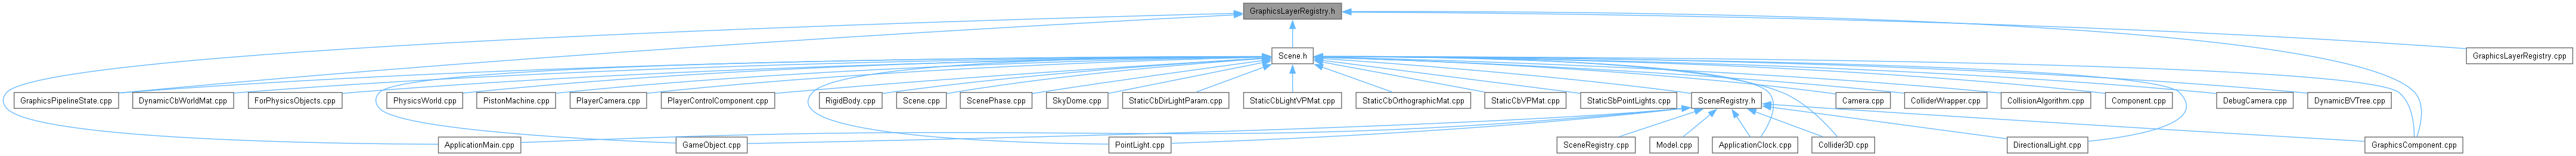 GraphicsLayerRegistry.h
Scene.h
GraphicsLayerRegistry.cpp
GraphicsPipelineState.cpp
DynamicCbWorldMat.cpp
ForPhysicsObjects.cpp
PhysicsWorld.cpp
PistonMachine.cpp
PlayerCamera.cpp
PlayerControlComponent.cpp
RigidBody.cpp
Scene.cpp
ScenePhase.cpp
SkyDome.cpp
StaticCbDirLightParam.cpp
StaticCbLightVPMat.cpp
StaticCbOrthographicMat.cpp
StaticCbVPMat.cpp
StaticSbPointLights.cpp
SceneRegistry.h
Camera.cpp
ColliderWrapper.cpp
CollisionAlgorithm.cpp
Component.cpp
DebugCamera.cpp
DynamicBVTree.cpp
ApplicationMain.cpp
GameObject.cpp
PointLight.cpp
SceneRegistry.cpp
Model.cpp
ApplicationClock.cpp
Collider3D.cpp
DirectionalLight.cpp
GraphicsComponent.cpp